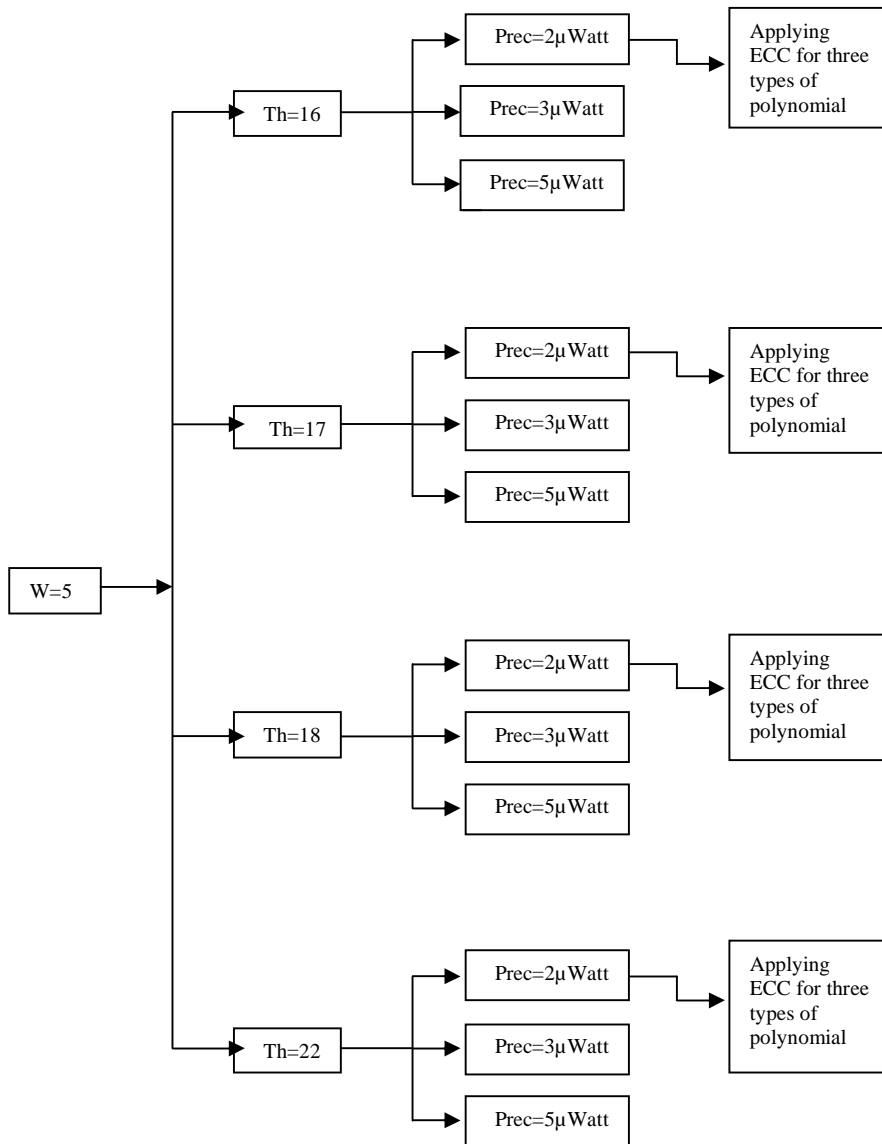 Prec=2µWatt
Applying
ECC for three
types of
polynomial
Th=16
Prec=3µWatt
Prec=5µWatt
Prec=2µWatt
Applying
ECC for three
types of
polynomial
Th=17
Prec=3µWatt
Prec=5µWatt
W=5
Prec=2µWatt
Applying
ECC for three
types of
polynomial
Th=18
Prec=3µWatt
Prec=5µWatt
Prec=2µWatt
Applying
ECC for three
types of
polynomial
Th=22
Prec=3µWatt
Prec=5µWatt